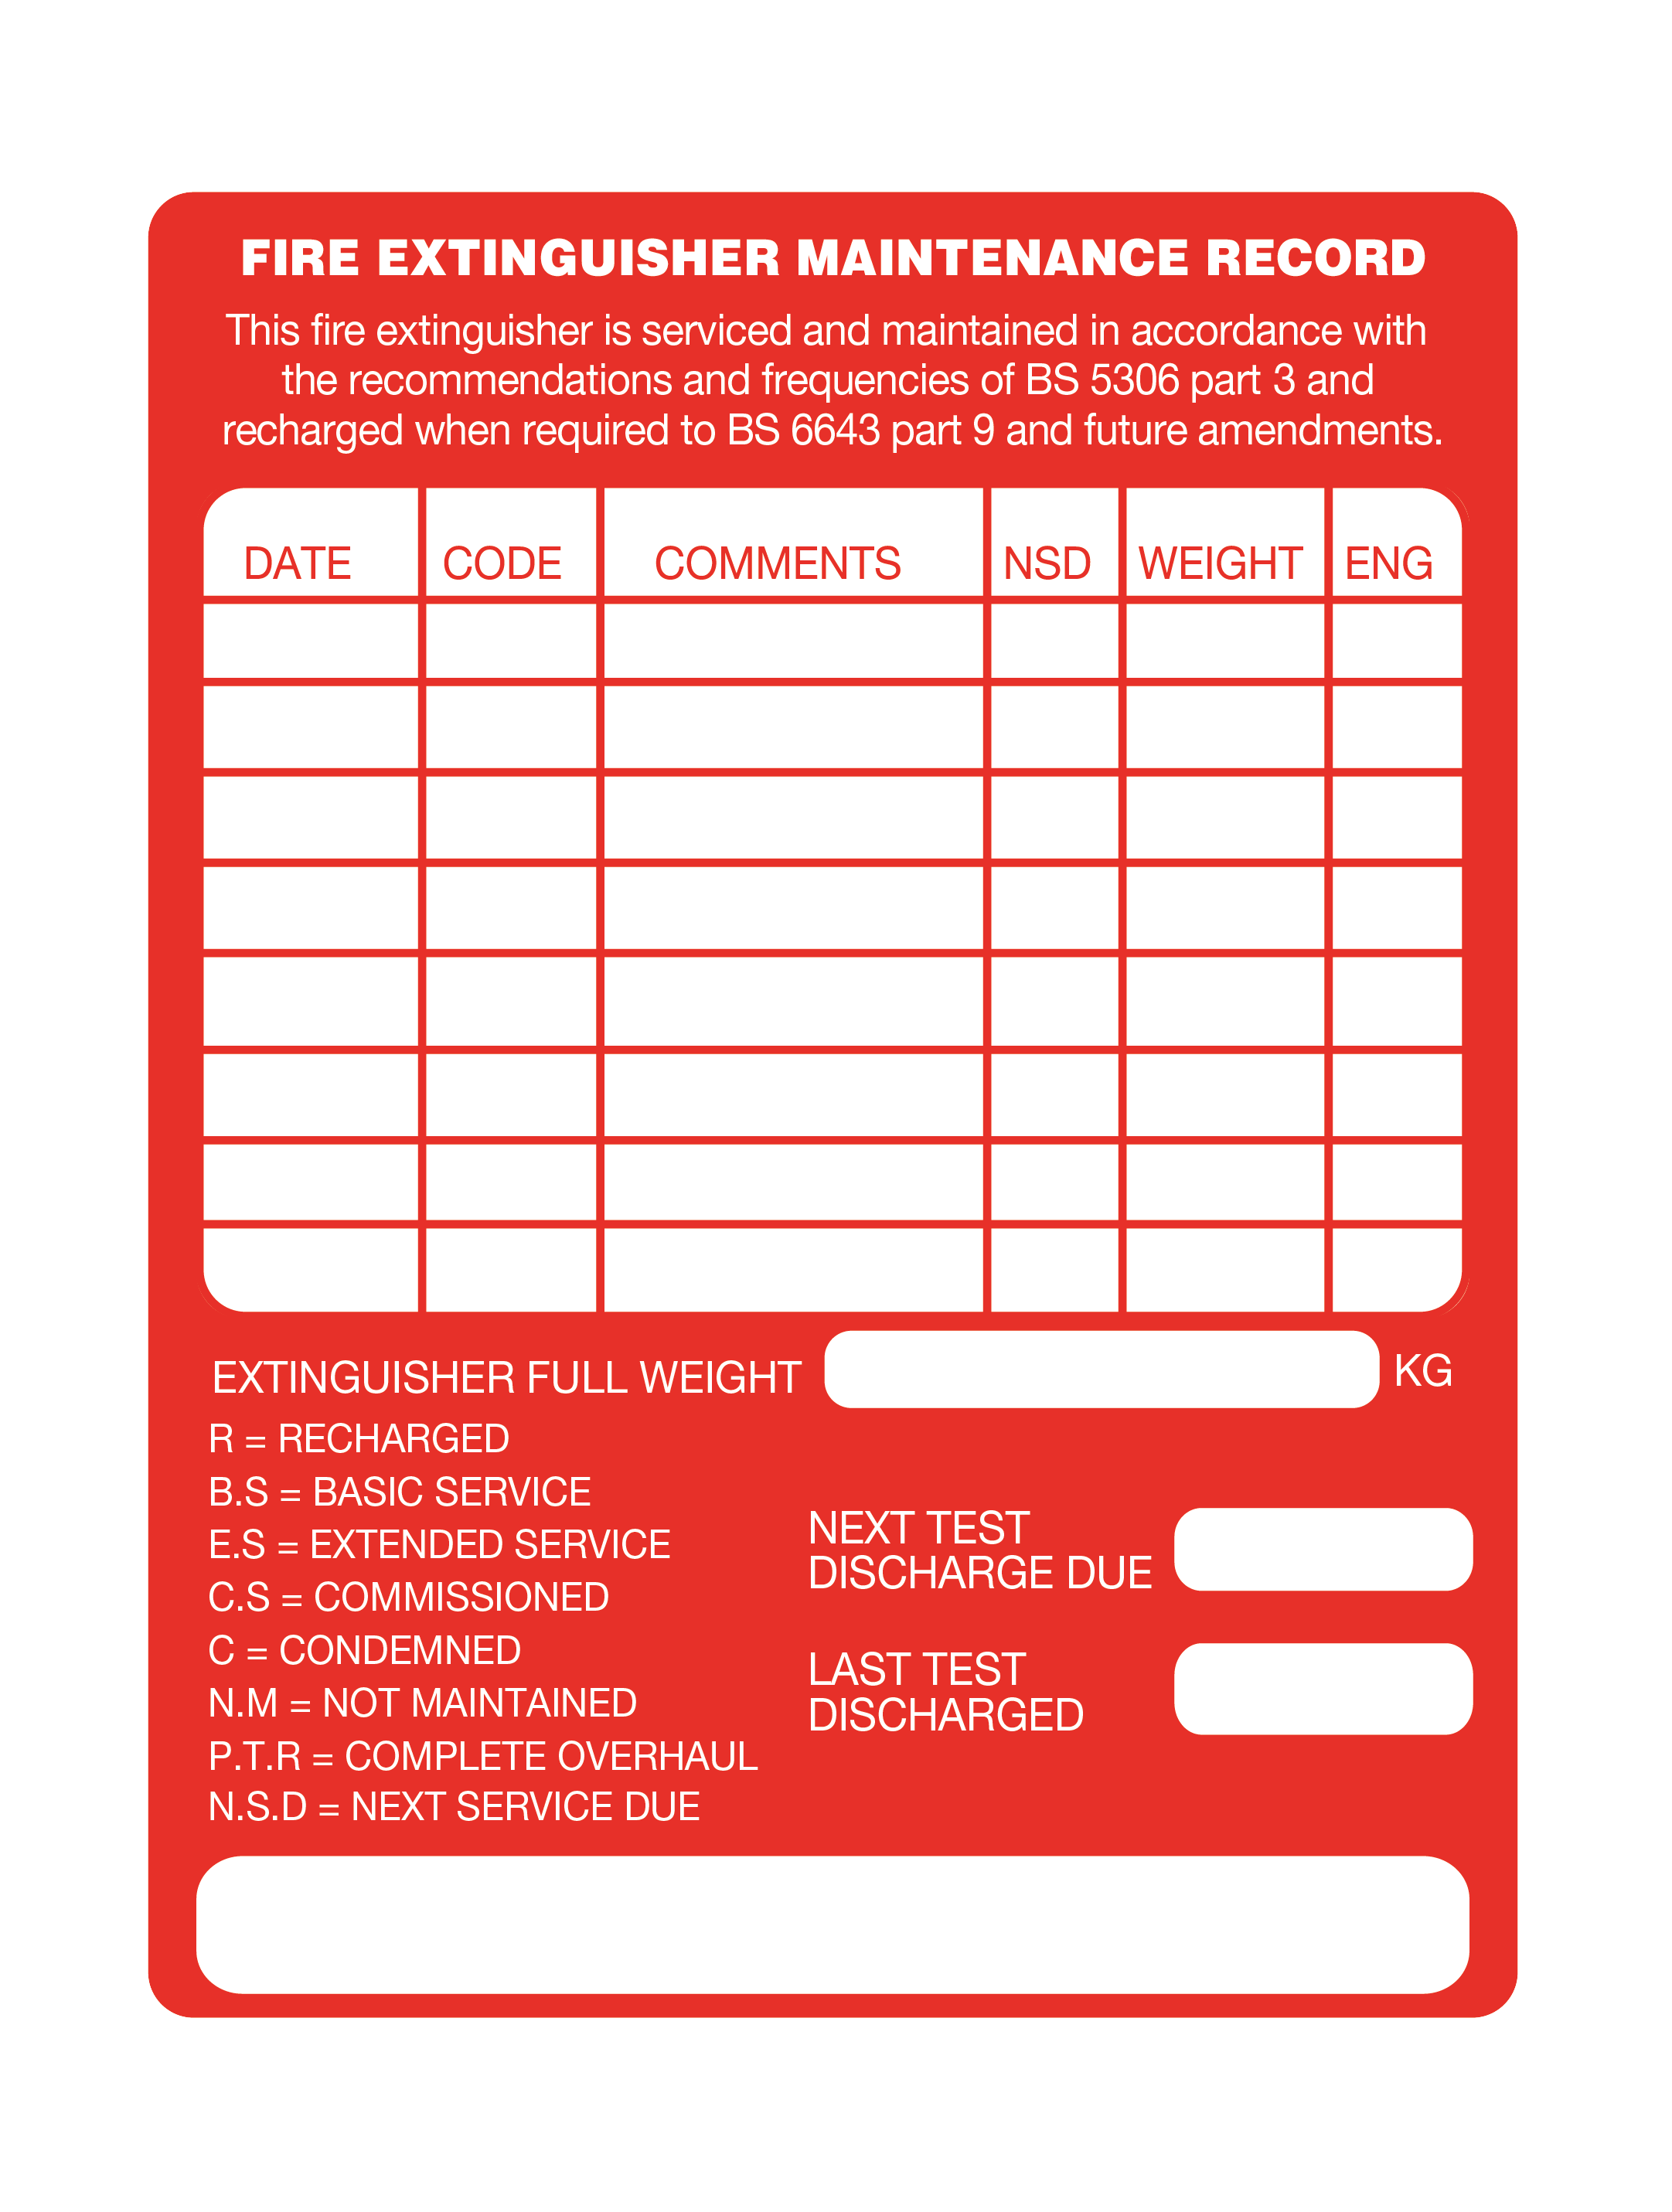 FIRE EXTINGUISHER MAINTENANCE RECORD
This fire extinguisher is serviced and maintained in accordance with
the recommendations and frequencies of BS 5306 part 3 and
recharged when required to BS 6643 part 9 and future amendments.
DATE CODE COMMENTS NSD WEIGHT ENG
EXTINGUISHER FULL WEIGHT KG
R = RECHARGED
B.S = BASIC SERVICE
E.S = EXTENDED SERVICE
C.S = COMMISSIONED
C = CONDEMNED
N.M = NOT MAINTAINED
P.T.R = COMPLETE OVERHAUL
N.S.D = NEXT SERVICE DUE
NEXT TEST
DISCHARGE DUE
LAST TEST
DISCHARGED